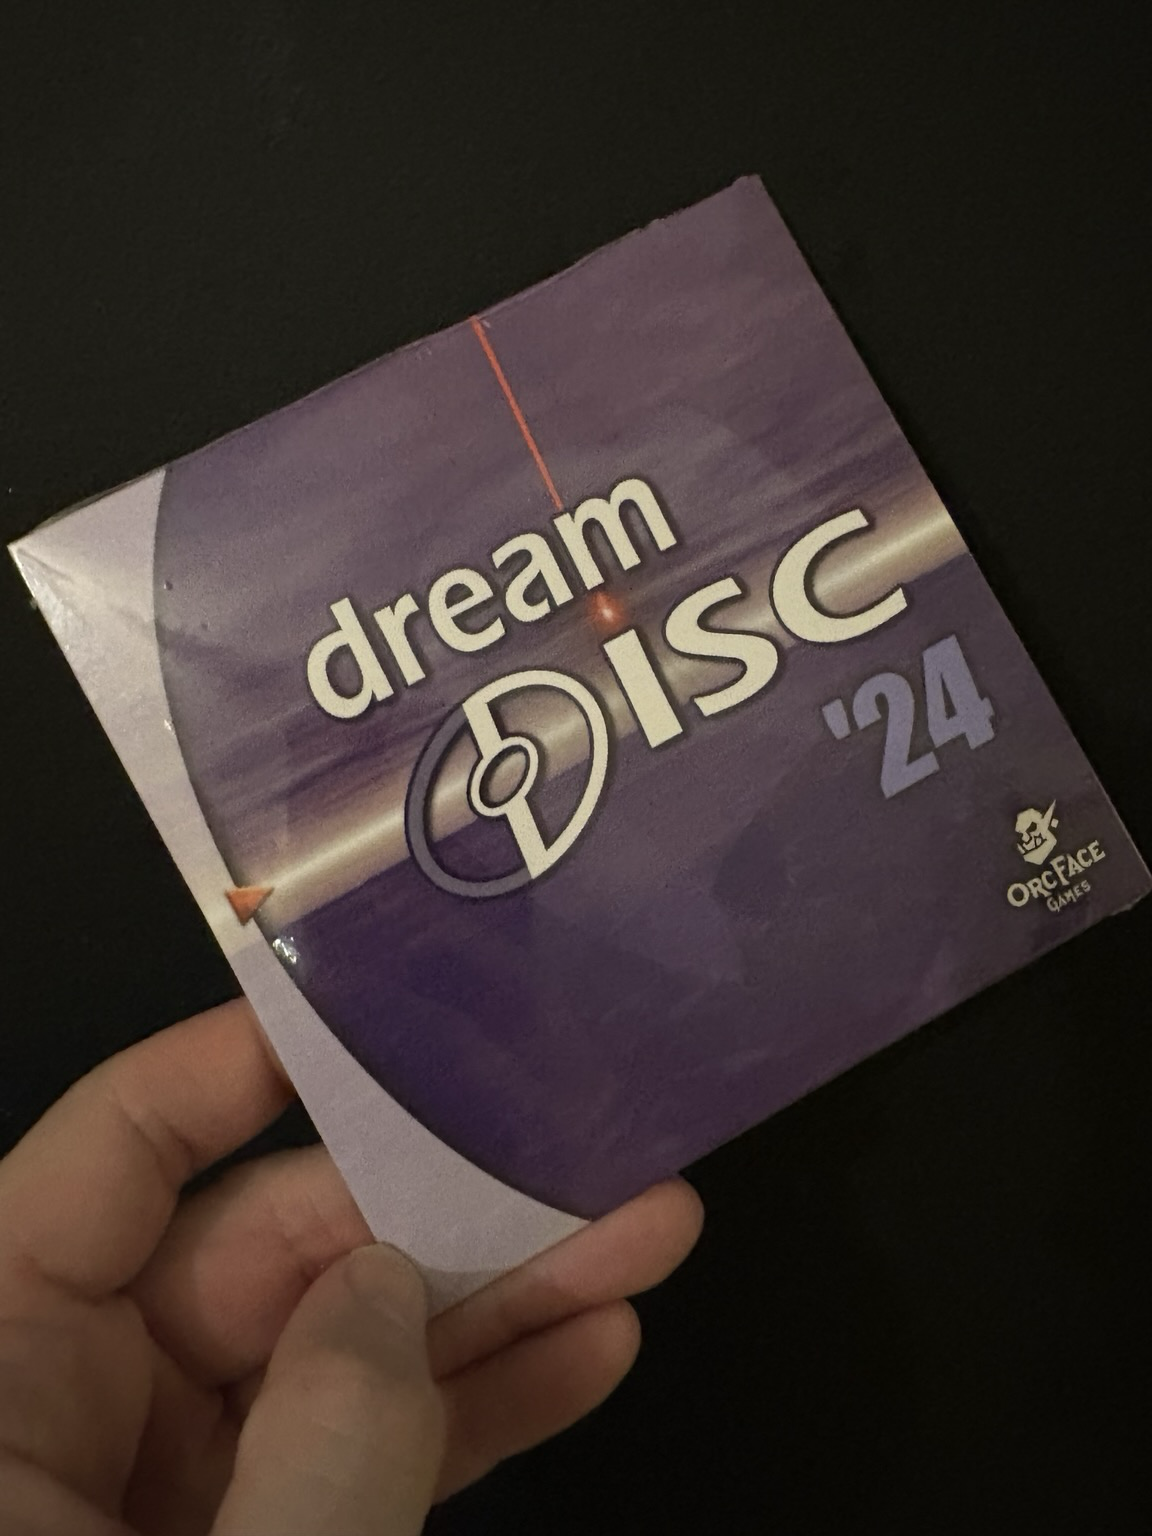 dream
DISC
'24
ORCFACE
GAMES